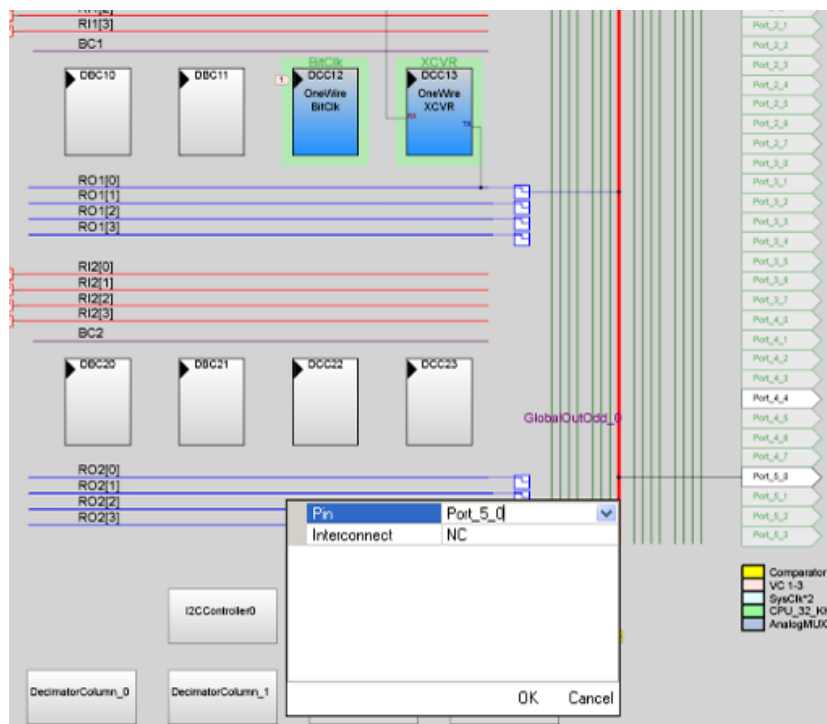 RI1[2]
RI1[3]
BC1
BitClk
XCVR
DBC10
DBC11
1
DCC12
OneWire
BitClk
DCC13
OneWire
XCVR
RX
TX
RO1[0]
RO1[1]
RO1[2]
RO1[3]
RI2[0]
RI2[1]
RI2[2]
RI2[3]
BC2
DBC20
DBC21
DCC22
DCC23
GlobalOutOdd_0
RO2[0]
RO2[1]
RO2[2]
RO2[3]
Pin
Port_5_0
Interconnect
NC
OK
Cancel
I2CController0
DecimatorColumn_0
DecimatorColumn_1
Port_2_1
Port_2_2
Port_2_3
Port_2_4
Port_2_5
Port_2_6
Port_2_7
Port_3_0
Port_3_1
Port_3_2
Port_3_3
Port_3_4
Port_3_5
Port_3_6
Port_3_7
Port_4_0
Port_4_1
Port_4_2
Port_4_3
Port_4_4
Port_4_5
Port_4_6
Port_4_7
Port_5_0
Port_5_1
Port_5_2
Port_5_3
Comparator
VC 1-3
SysClk*2
CPU_32_K
AnalogMUX